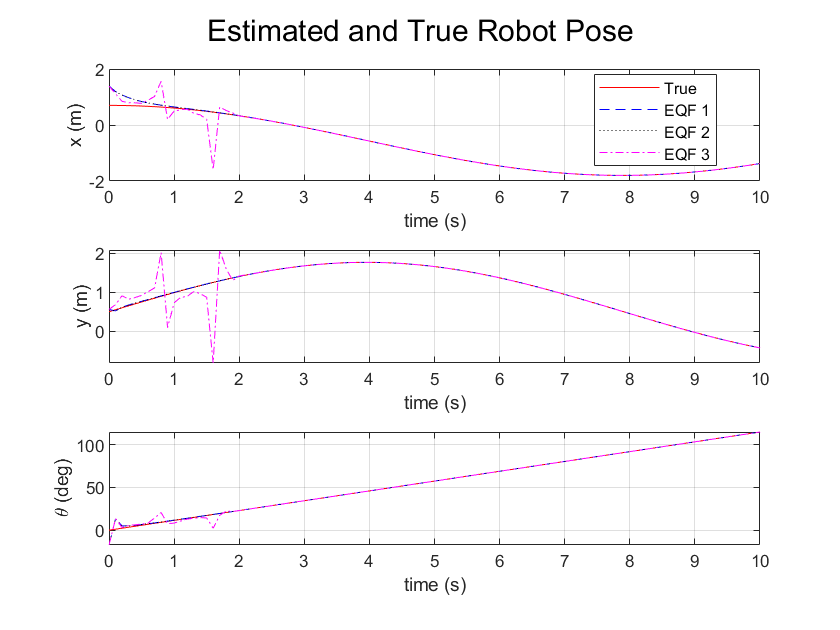 Estimated and True Robot Pose
2
0
-2
x (m)
True
EQF 1
EQF 2
EQF 3
0 1 2 3 4 5 6 7 8 9 10
time (s)
2
1
0
y (m)
0 1 2 3 4 5 6 7 8 9 10
time (s)
100
50
0
θ (deg)
0 1 2 3 4 5 6 7 8 9 10
time (s)